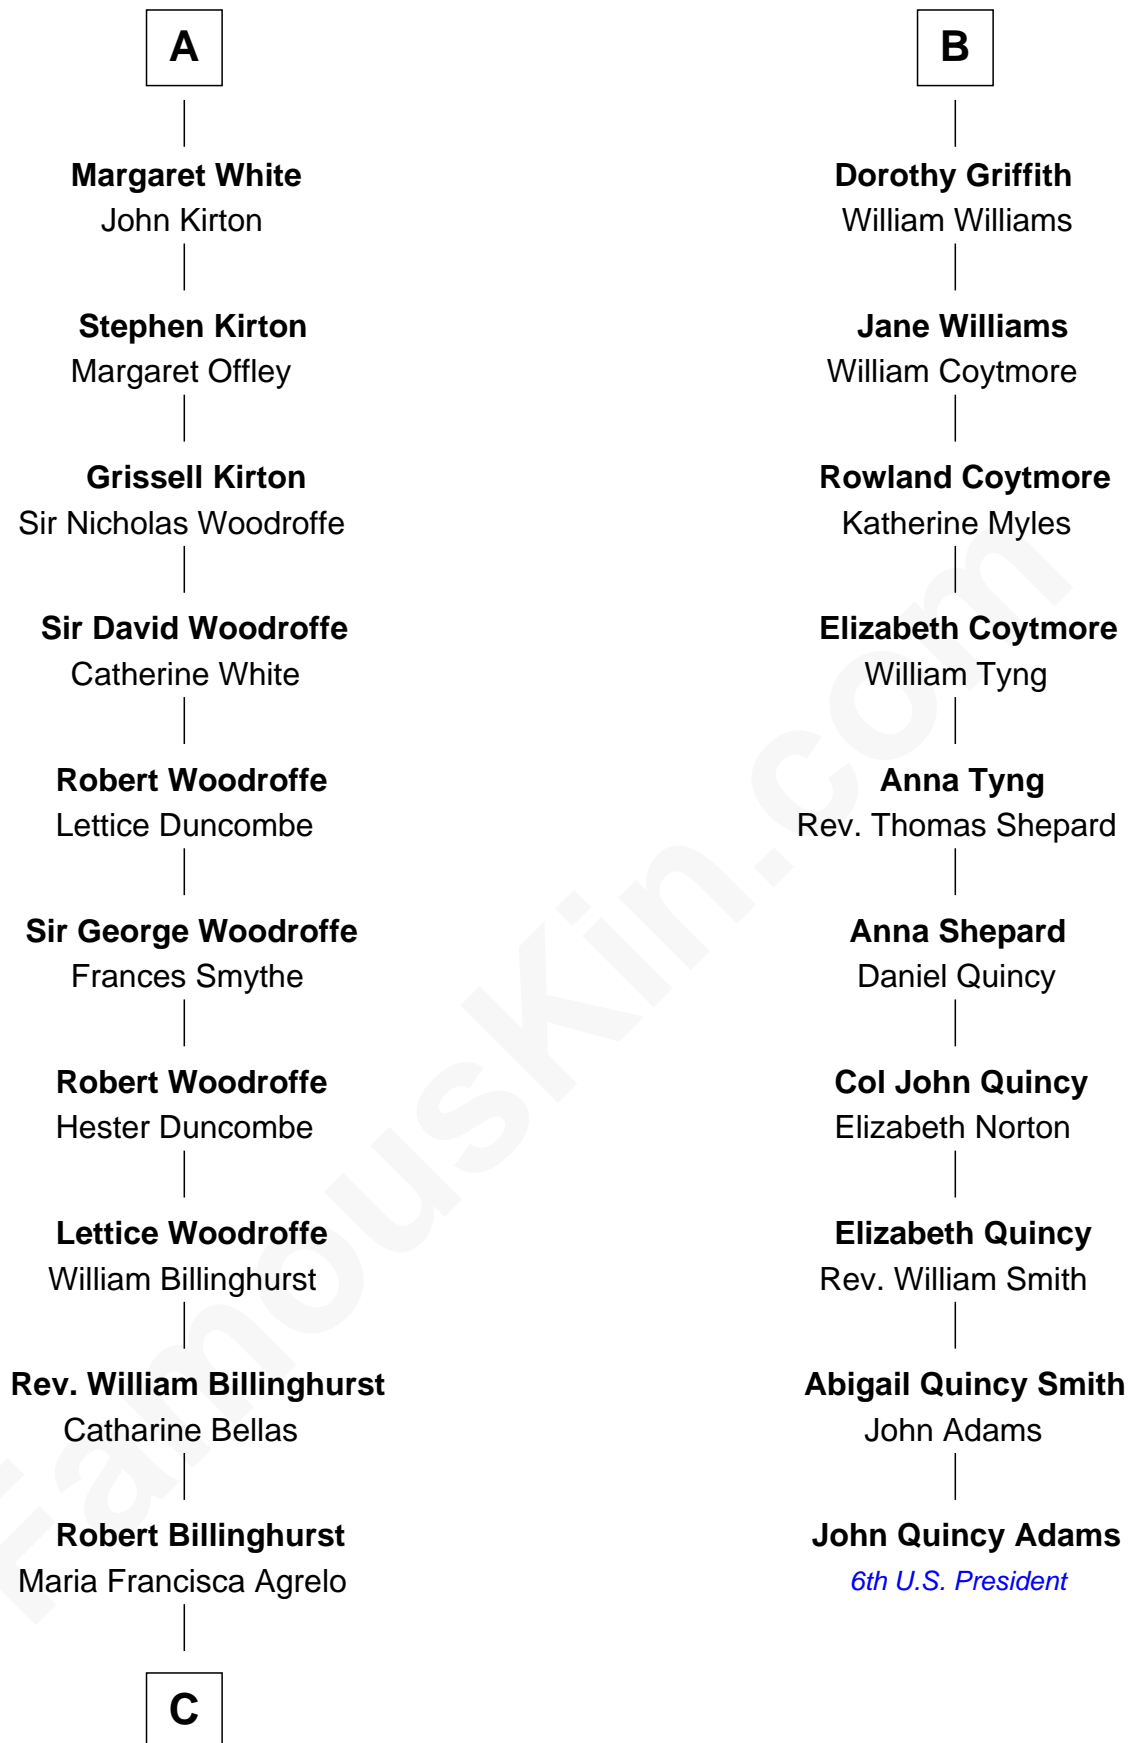 A
Margaret White
John Kirton
Stephen Kirton
Margaret Offley
Grissell Kirton
Sir Nicholas Woodroffe
Sir David Woodroffe
Catherine White
Robert Woodroffe
Lettice Duncombe
Sir George Woodroffe
Frances Smythe
Robert Woodroffe
Hester Duncombe
Lettice Woodroffe
William Billinghurst
Rev. William Billinghurst
Catharine Bellas
Robert Billinghurst
Maria Francisca Agrelo
C
B
Dorothy Griffith
William Williams
Jane Williams
William Coytmore
Rowland Coytmore
Katherine Myles
Elizabeth Coytmore
William Tyng
Anna Tyng
Rev. Thomas Shepard
Anna Shepard
Daniel Quincy
Col John Quincy
Elizabeth Norton
Elizabeth Quincy
Rev. William Smith
Abigail Quincy Smith
John Adams
John Quincy Adams
6th U.S. President
FamousKin.com